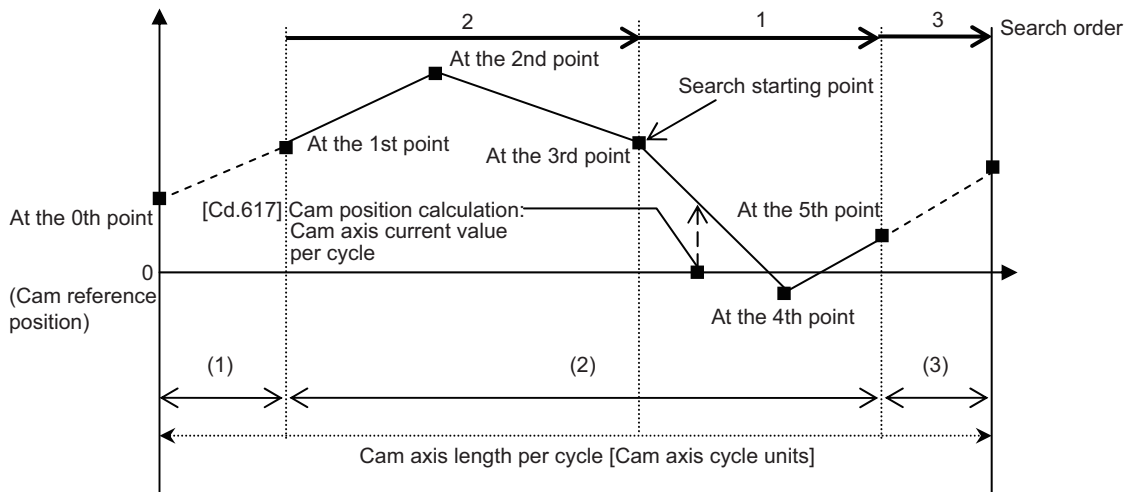 2
1
3
Search order
At the 2nd point
Search starting point
At the 1st point
At the 3rd point
At the 0th point
[Cd.617] Cam position calculation:
Cam axis current value
per cycle
At the 5th point
0
(Cam reference
position)
At the 4th point
(1)
(2)
(3)
Cam axis length per cycle [Cam axis cycle units]